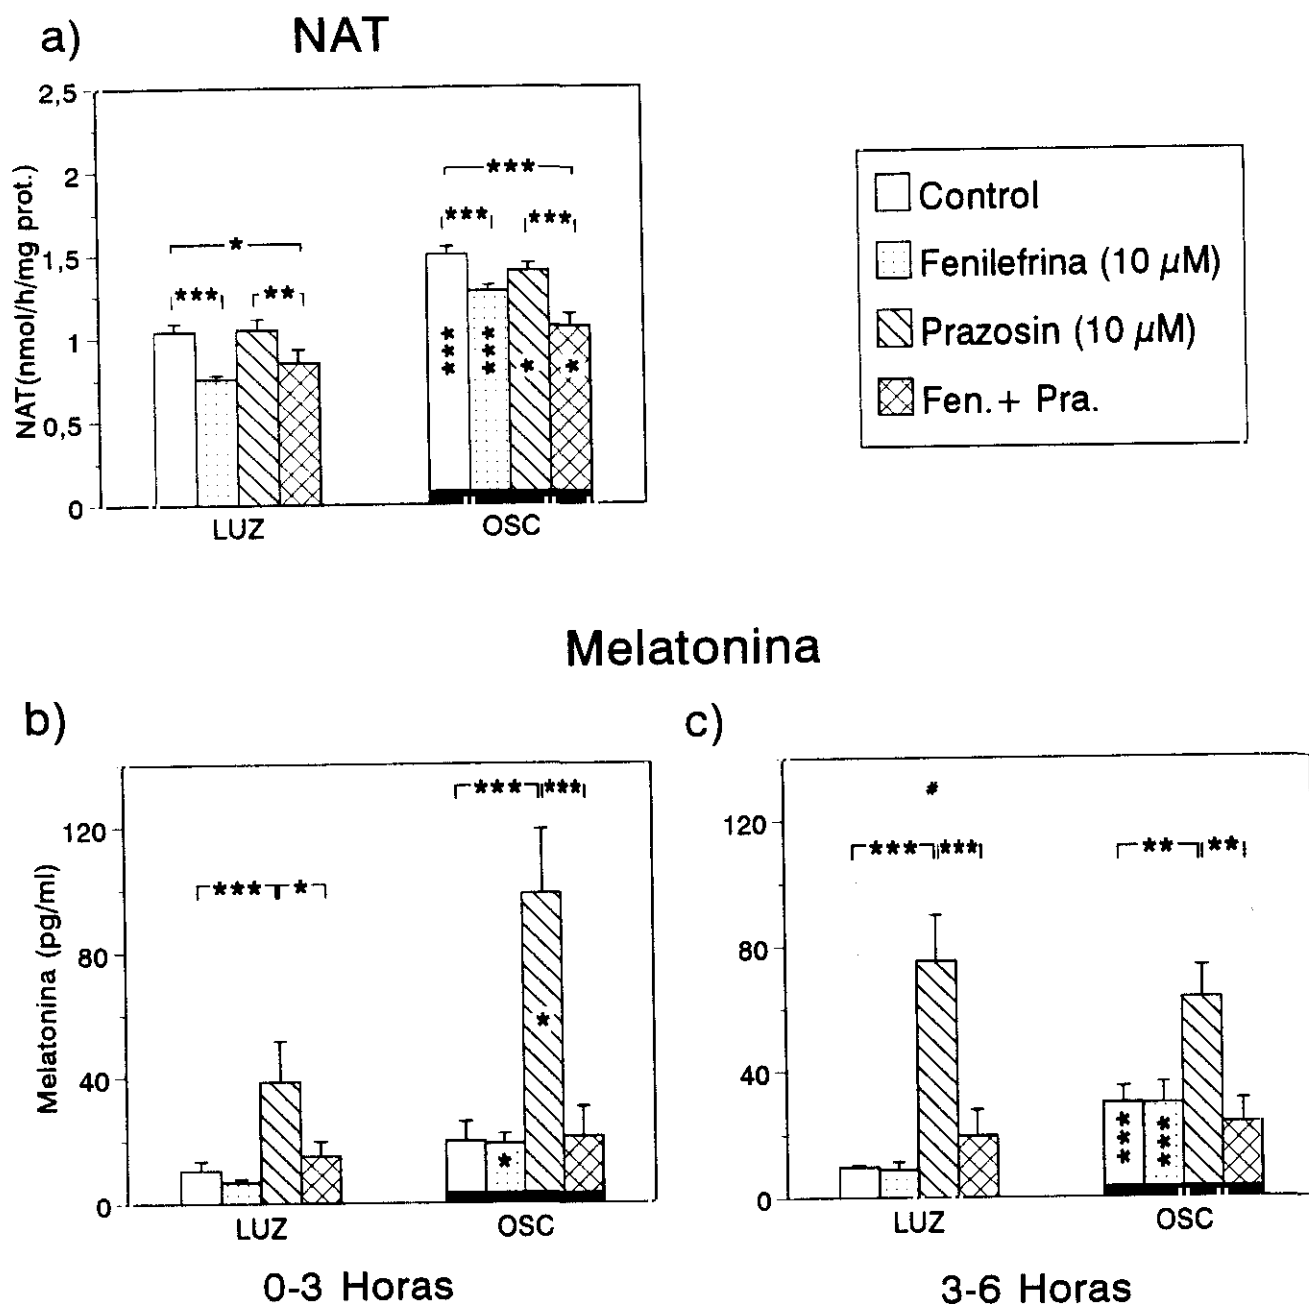 a)
NAT
2,5
2
1,5
1
0,5
0
NAT(nmol/h/mg prot.)
*
***
**
***
***
***
***
***
*
*
LUZ
OSC
Control
Fenilefrina (10 µM)
Prazosin (10 µM)
Fen.+ Pra.
Melatonina
b)
120
80
40
0
Melatonina (pg/ml)
***
*
***
***
*
*
LUZ
OSC
0-3 Horas
c)
120
80
40
0
#
***
***
**
**
***
***
LUZ
OSC
3-6 Horas